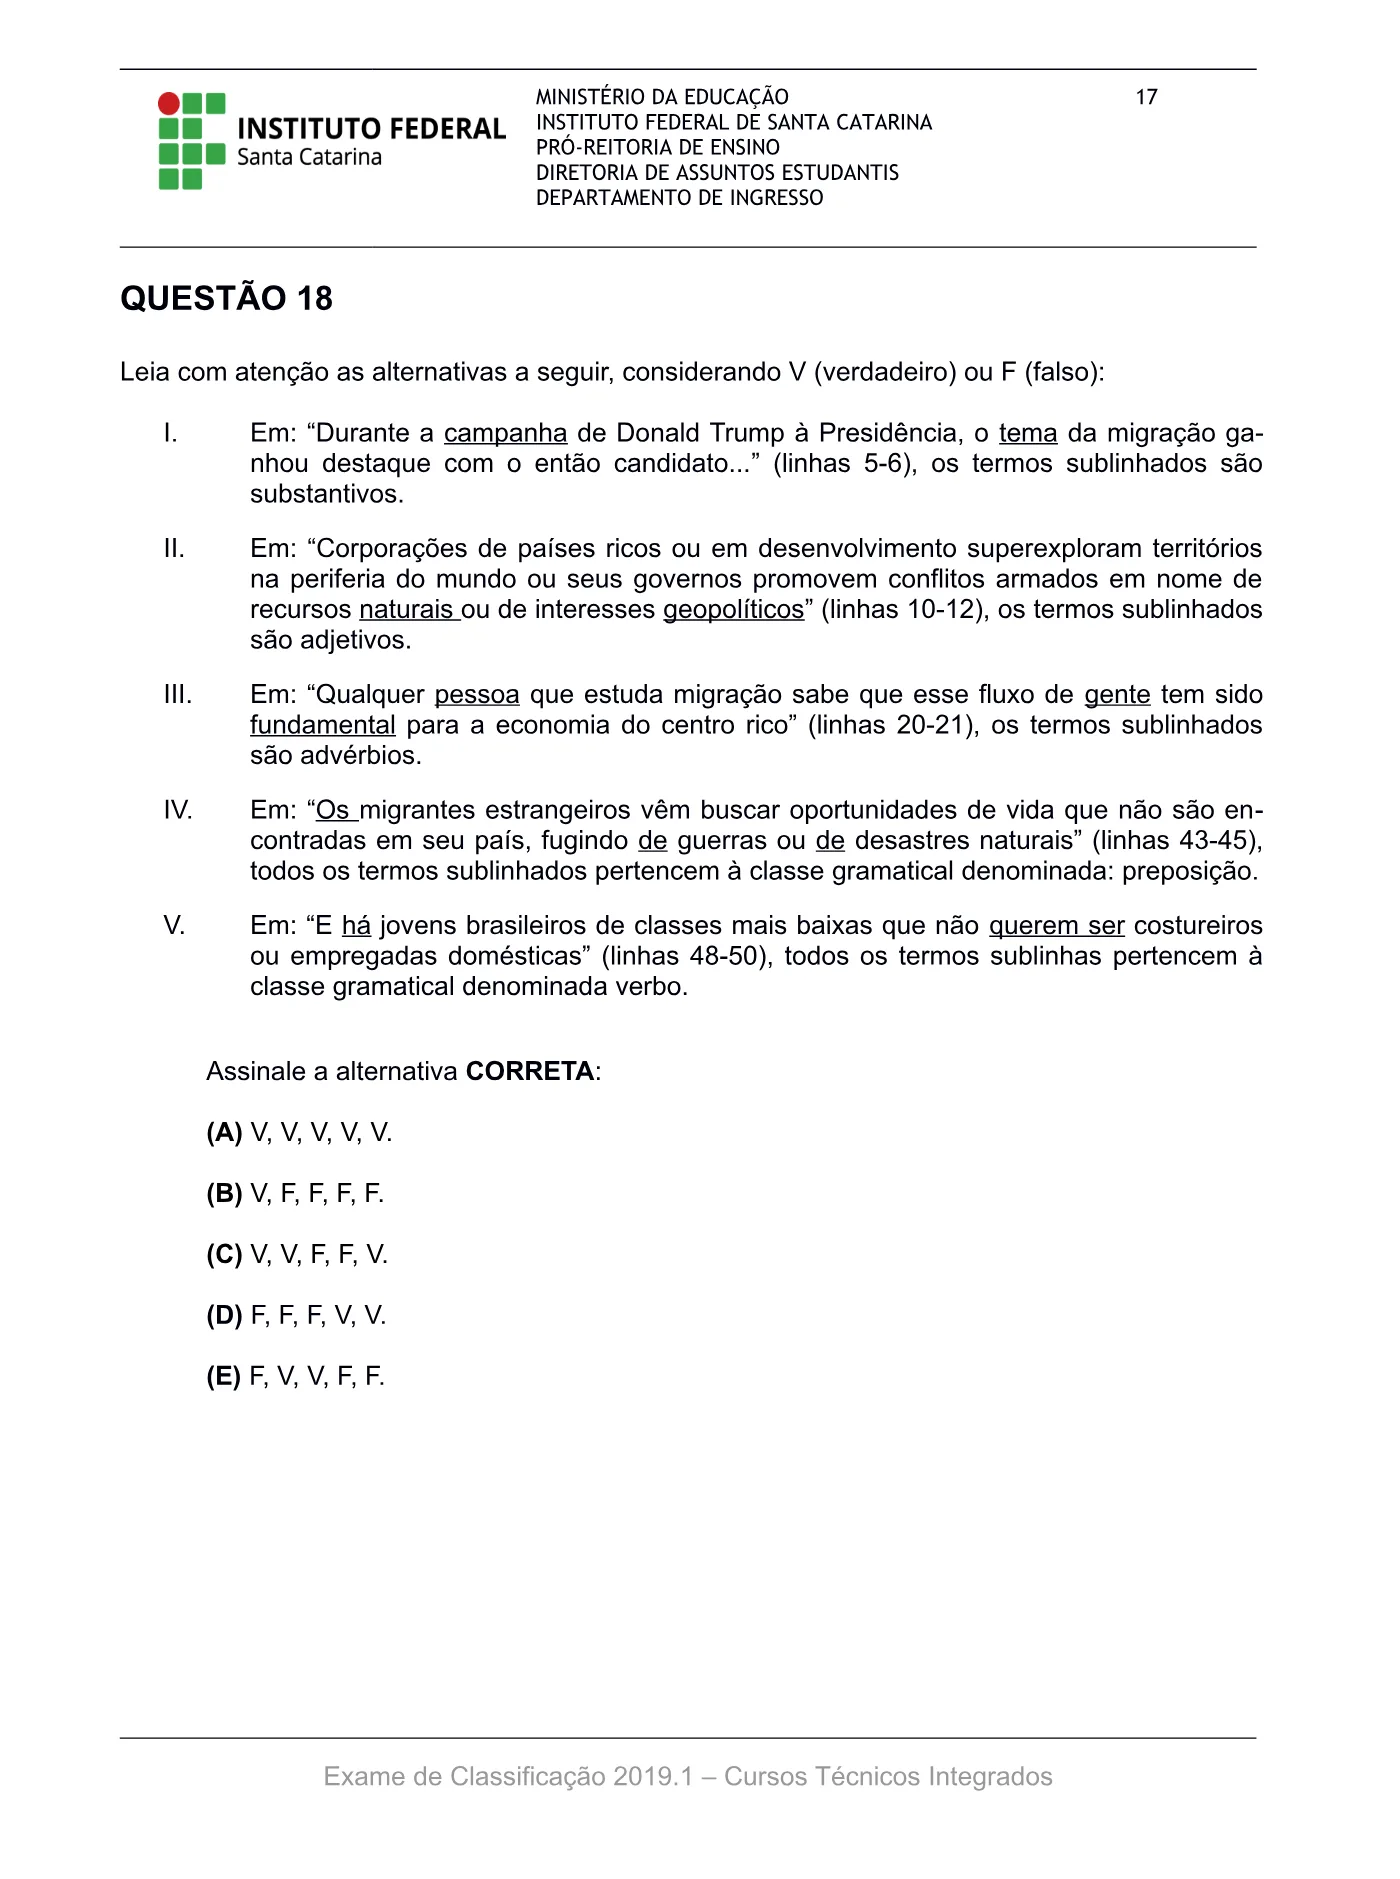 INSTITUTO FEDERAL
Santa Catarina
MINISTÉRIO DA EDUCAÇÃO
INSTITUTO FEDERAL DE SANTA CATARINA
PRÓ-REITORIA DE ENSINO
DIRETORIA DE ASSUNTOS ESTUDANTIS
DEPARTAMENTO DE INGRESSO
17
QUESTÃO 18
Leia com atenção as alternativas a seguir, considerando V (verdadeiro) ou F (falso):
I. Em: “Durante a campanha de Donald Trump à Presidência, o tema da migração ga-
nhou destaque com o então candidato...” (linhas 5-6), os termos sublinhados são
substantivos.
II. Em: “Corporações de países ricos ou em desenvolvimento superexploram territórios
na periferia do mundo ou seus governos promovem conflitos armados em nome de
recursos naturais ou de interesses geopolíticos” (linhas 10-12), os termos sublinhados
são adjetivos.
III. Em: “Qualquer pessoa que estuda migração sabe que esse fluxo de gente tem sido
fundamental para a economia do centro rico” (linhas 20-21), os termos sublinhados
são advérbios.
IV. Em: “Os migrantes estrangeiros vêm buscar oportunidades de vida que não são en-
contradas em seu país, fugindo de guerras ou de desastres naturais” (linhas 43-45),
todos os termos sublinhados pertencem à classe gramatical denominada: preposição.
V. Em: “E há jovens brasileiros de classes mais baixas que não querem ser costureiros
ou empregadas domésticas” (linhas 48-50), todos os termos sublinhas pertencem à
classe gramatical denominada verbo.
Assinale a alternativa CORRETA:
(A) V, V, V, V, V.
(B) V, F, F, F, F.
(C) V, V, F, F, V.
(D) F, F, F, V, V.
(E) F, V, V, F, F.
Exame de Classificação 2019.1 – Cursos Técnicos Integrados